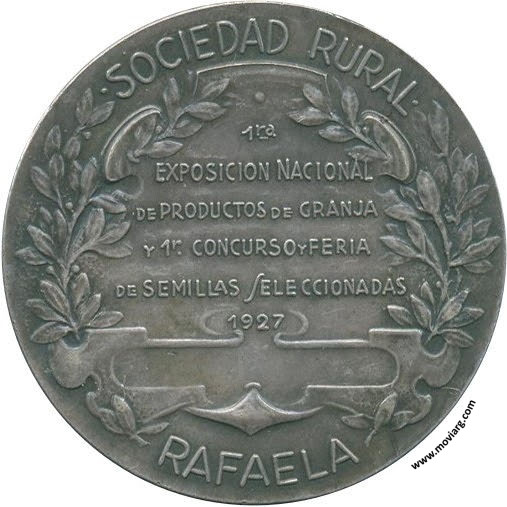 ·SOCIEDAD RURAL·
1ra
EXPOSICION NACIONAL
DE PRODUCTOS DE GRANJA
Y 1er CONCURSO Y FERIA
DE SEMILLAS SELECCIONADAS
1927
RAFAELA
www.moviarg.com